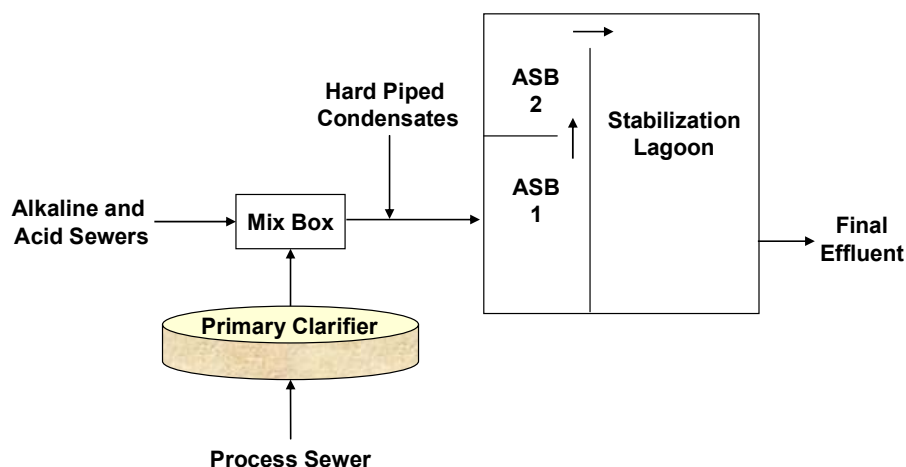 Hard Piped
Condensates
ASB
2
Stabilization
Lagoon
ASB
1
Alkaline and
Acid Sewers
Mix Box
Final
Effluent
Primary Clarifier
Process Sewer